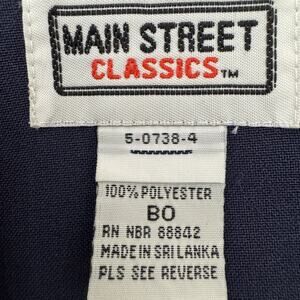 MAIN STREET
CLASSICS™
5-0738-4
100% POLYESTER
BO
RN NBR 88842
MADE IN SRI LANKA
PLS SEE REVERSE